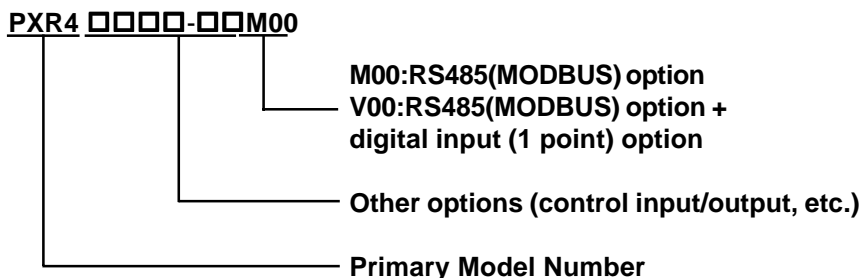 PXR4 □□□□-□□M00
M00:RS485(MODBUS) option
V00:RS485(MODBUS) option +
digital input (1 point) option
Other options (control input/output, etc.)
Primary Model Number